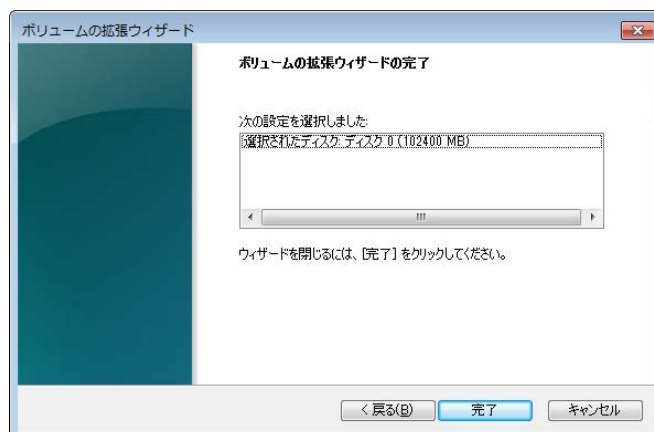 ボリュームの拡張ウィザード
ボリュームの拡張ウィザードの完了
次の設定を選択しました:
選択されたディスク: ディスク 0 (102400 MB)
ウィザードを閉じるには、[完了] をクリックしてください。
< 戻る(B) 完了 キャンセル